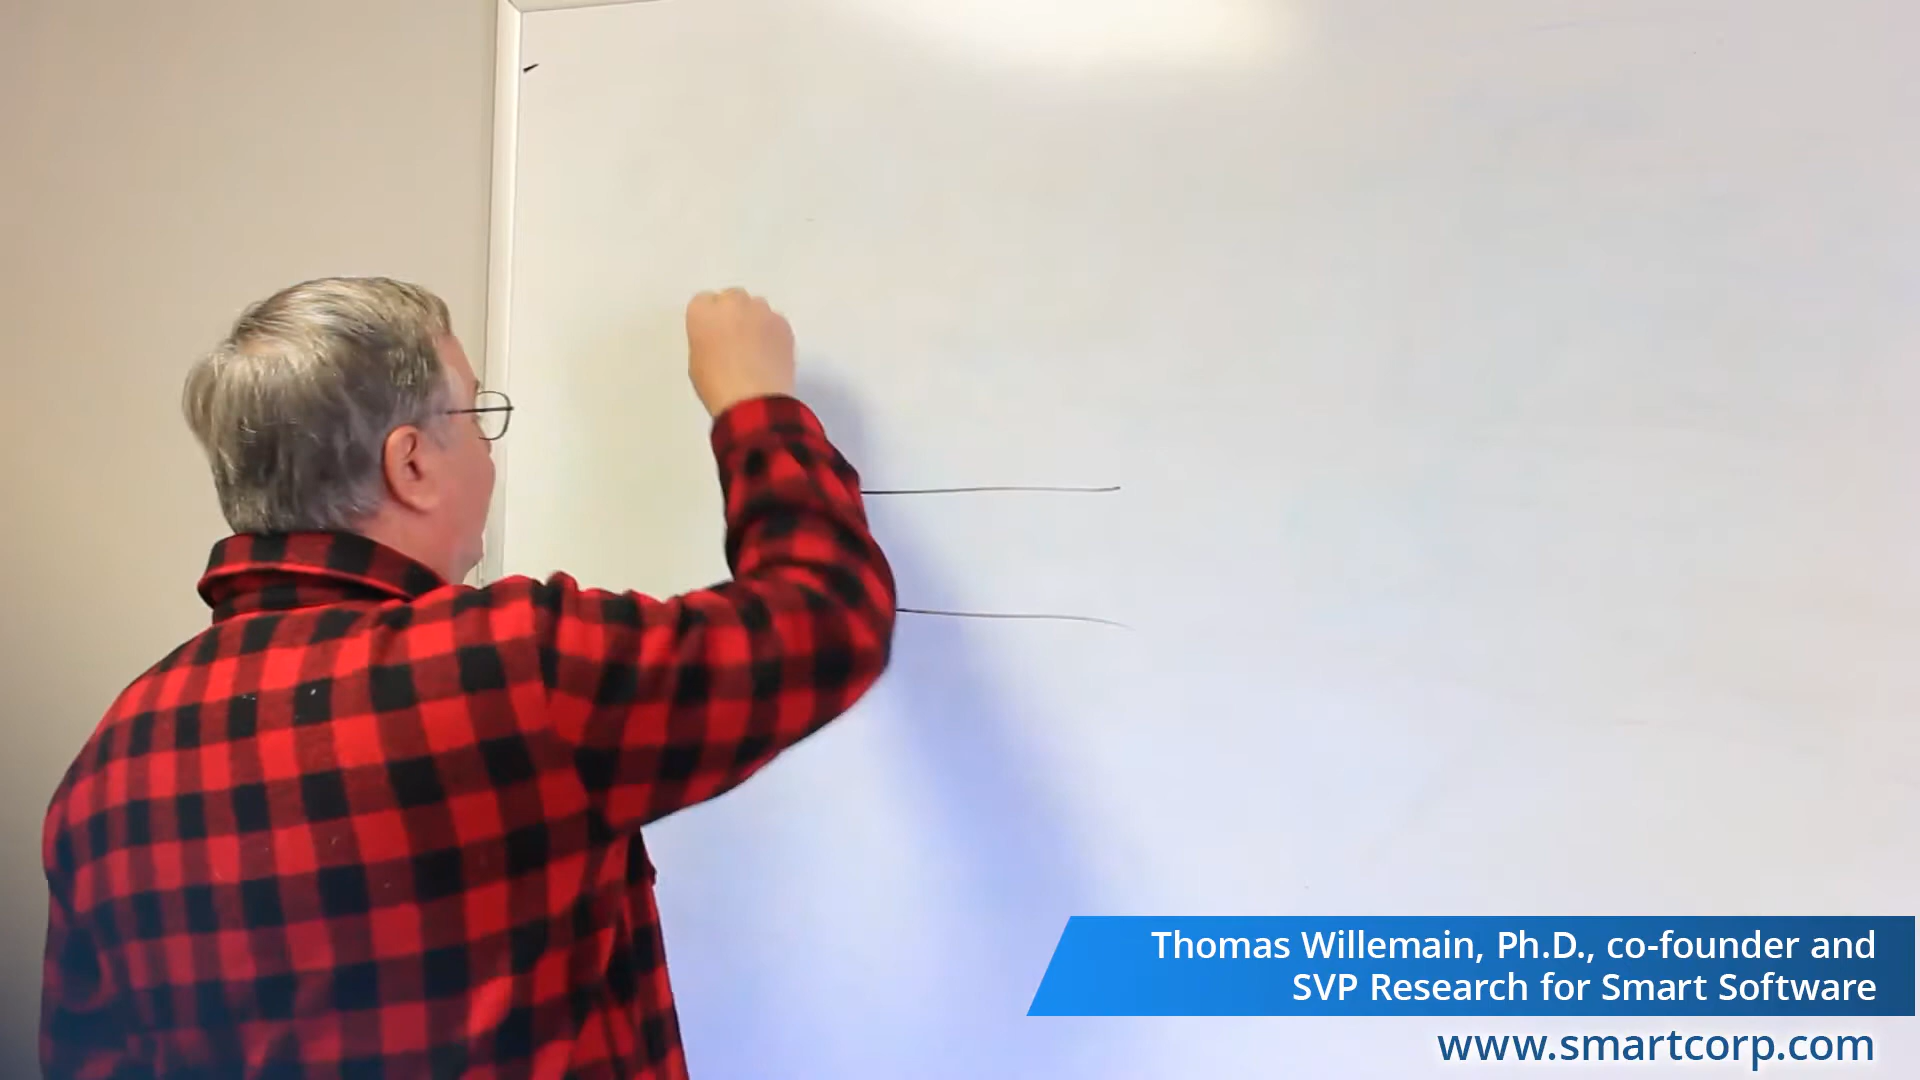 Thomas Willemain, Ph.D., co-founder and
SVP Research for Smart Software
www.smartcorp.com